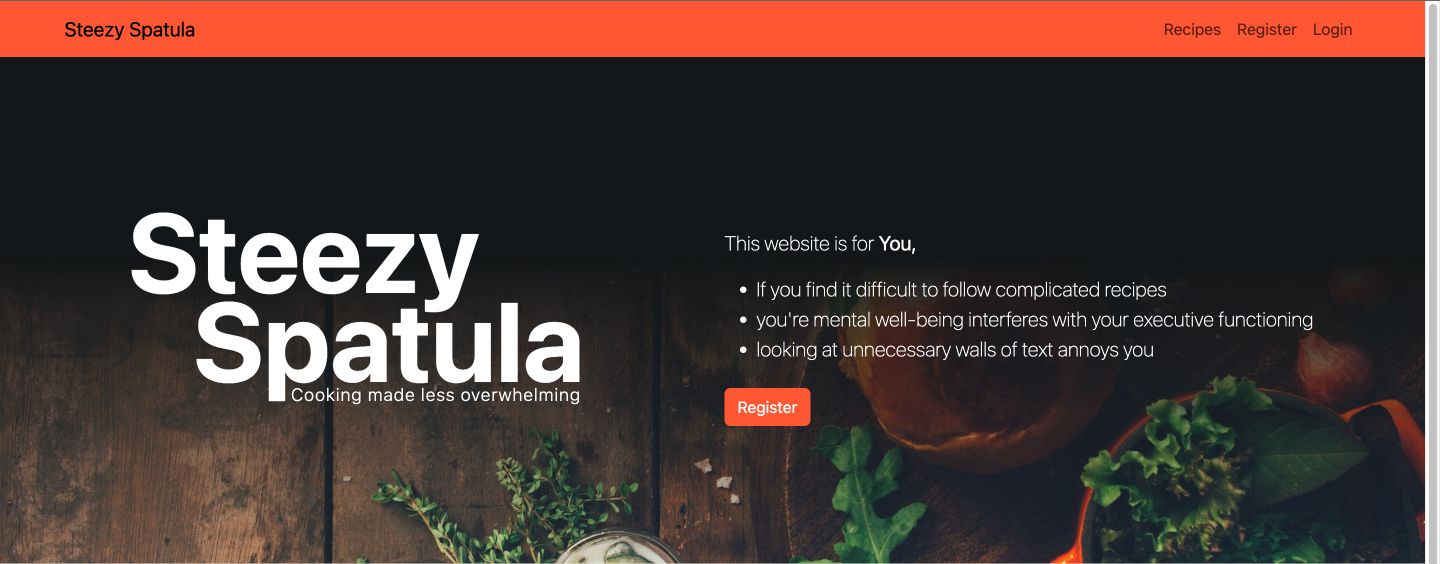 Steezy Spatula
Recipes Register Login
Steezy
Spatula
Cooking made less overwhelming
This website is for You,
• If you find it difficult to follow complicated recipes
• you're mental well-being interferes with your executive functioning
• looking at unnecessary walls of text annoys you
Register